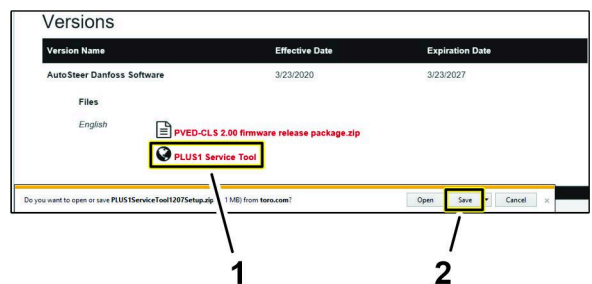 Versions
Version Name Effective Date Expiration Date
AutoSteer Danfoss Software 3/23/2020 3/23/2027
Files
English PVED-CLS 2.00 firmware release package.zip
PLUS1 Service Tool
Do you want to open or save PLUS1ServiceTool1207Setup.zip 1 MB) from toro.com? Open Save Cancel ×
1 2